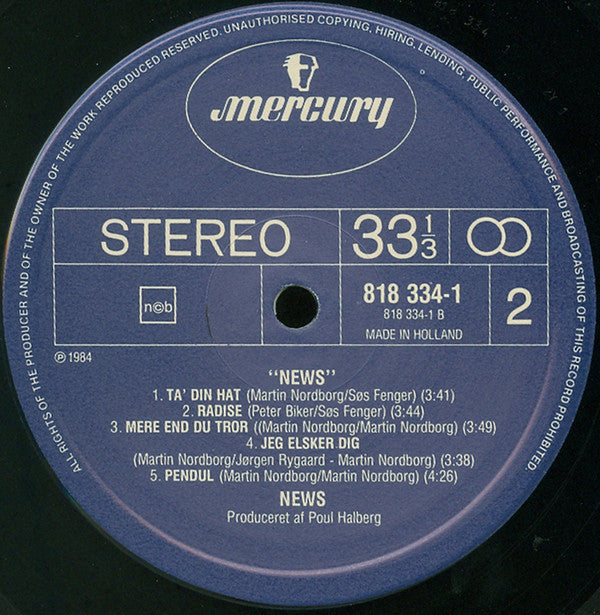 ALL RIGHTS OF THE PRODUCER AND OF THE OWNER OF THE WORK REPRODUCED RESERVED. UNAUTHORISED COPYING, HIRING, LENDING, PUBLIC PERFORMANCE AND BROADCASTING OF THIS RECORD PROHIBITED.
mercury
STEREO 33 1/3
n©b 818 334-1 2
818 334-1 B
MADE IN HOLLAND
℗ 1984
"NEWS"
1. TA' DIN HAT (Martin Nordborg/Søs Fenger) (3:41)
2. RADISE (Peter Biker/Søs Fenger) (3:44)
3. MERE END DU TROR ((Martin Nordborg/Martin Nordborg) (3:49)
4. JEG ELSKER DIG
(Martin Nordborg/Jørgen Rygaard - Martin Nordborg) (3:38)
5. PENDUL (Martin Nordborg/Martin Nordborg) (4:26)
NEWS
Produceret af Poul Halberg